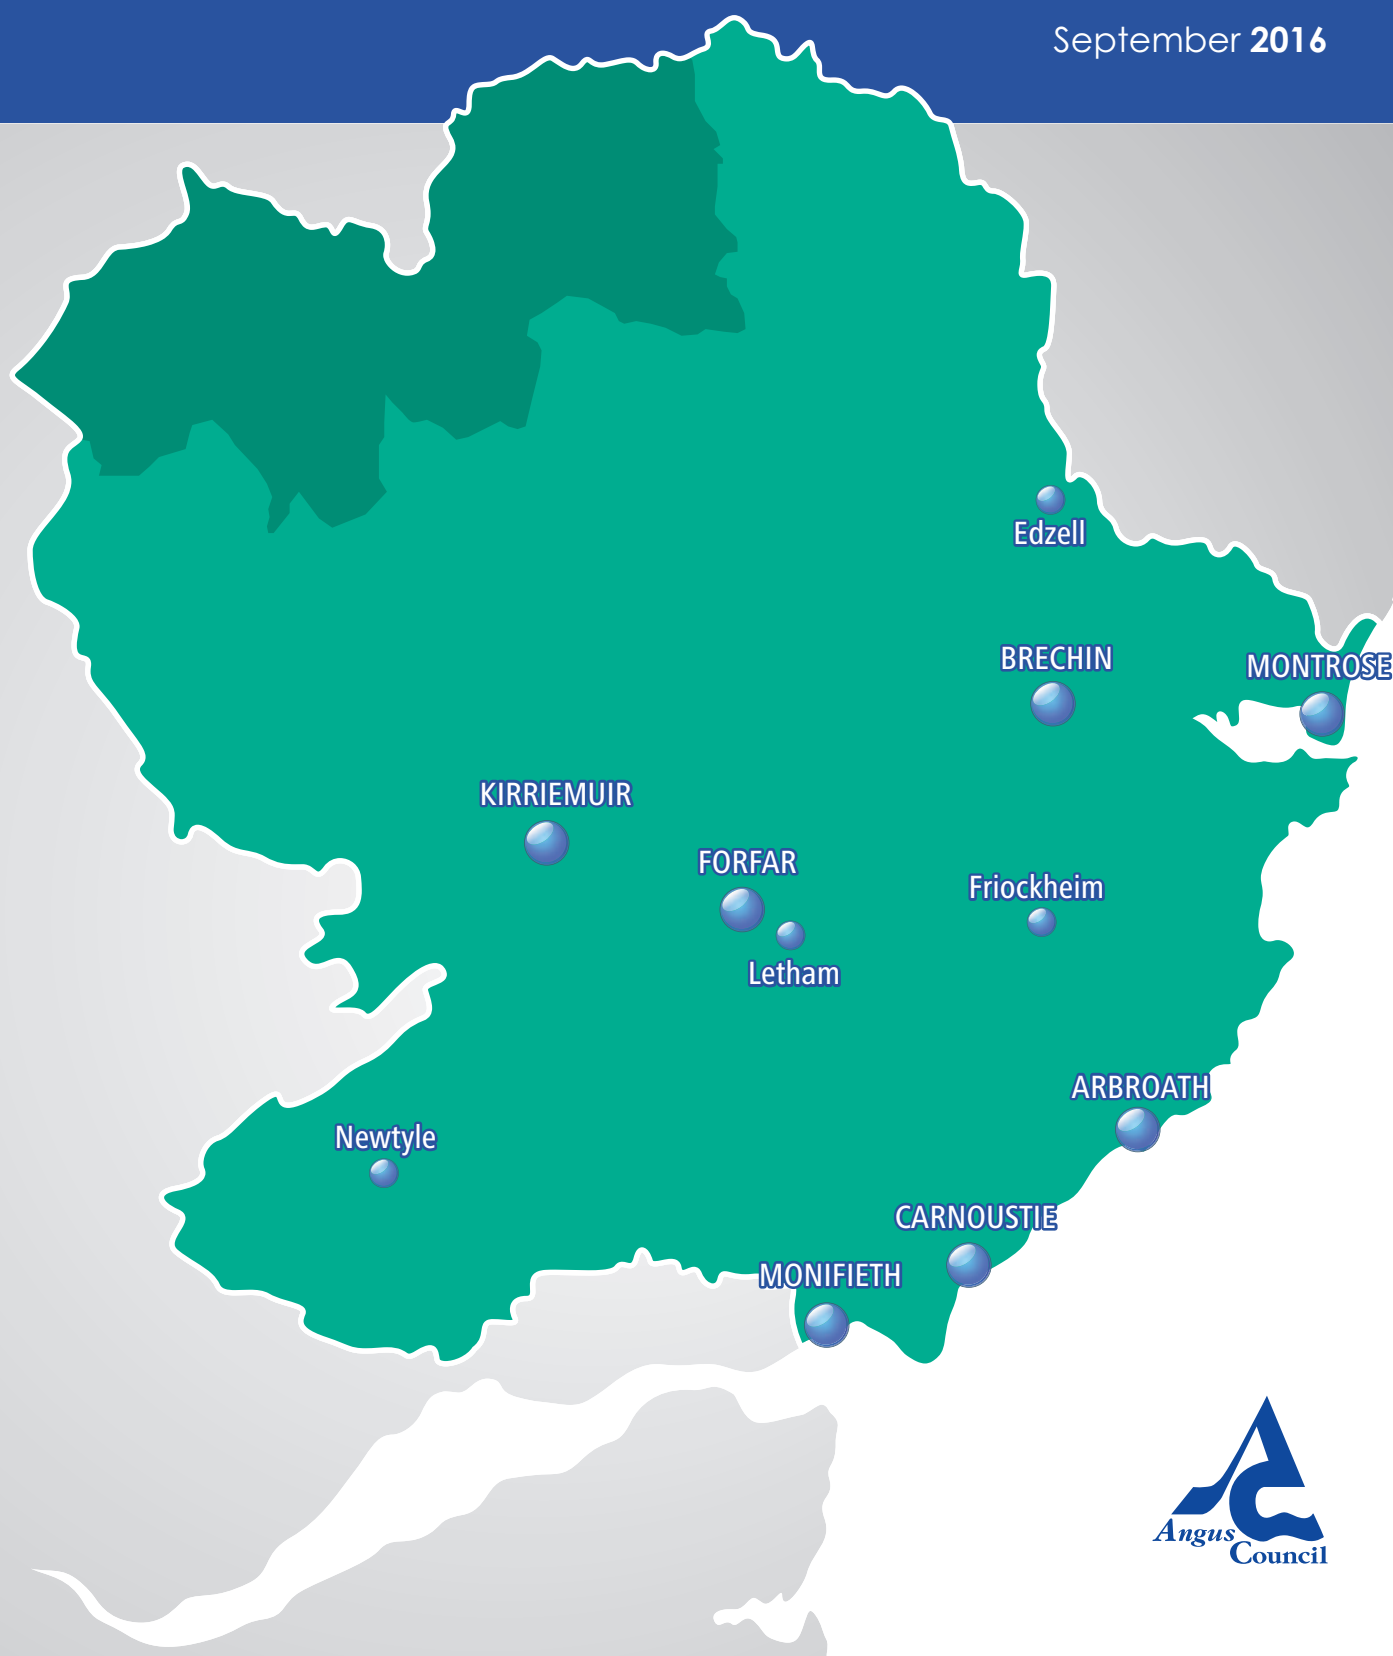 September 2016
Edzell
BRECHIN
MONTROSE
KIRRIEMUIR
FORFAR
Friockheim
Letham
ARBROATH
Newtyle
CARNOUSTIE
MONIFIETH
Angus
Council